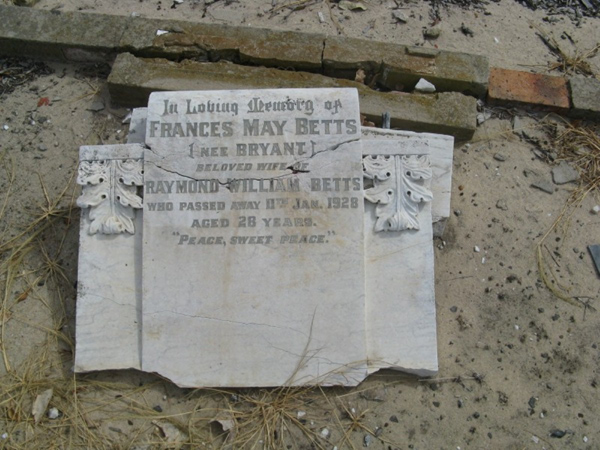 In Loving Memory of
FRANCES MAY BETTS
(NEE BRYANT)
BELOVED WIFE OF
RAYMOND WILLIAM BETTS
WHO PASSED AWAY 11TH JAN. 1928
AGED 28 YEARS.
"PEACE, SWEET PEACE."